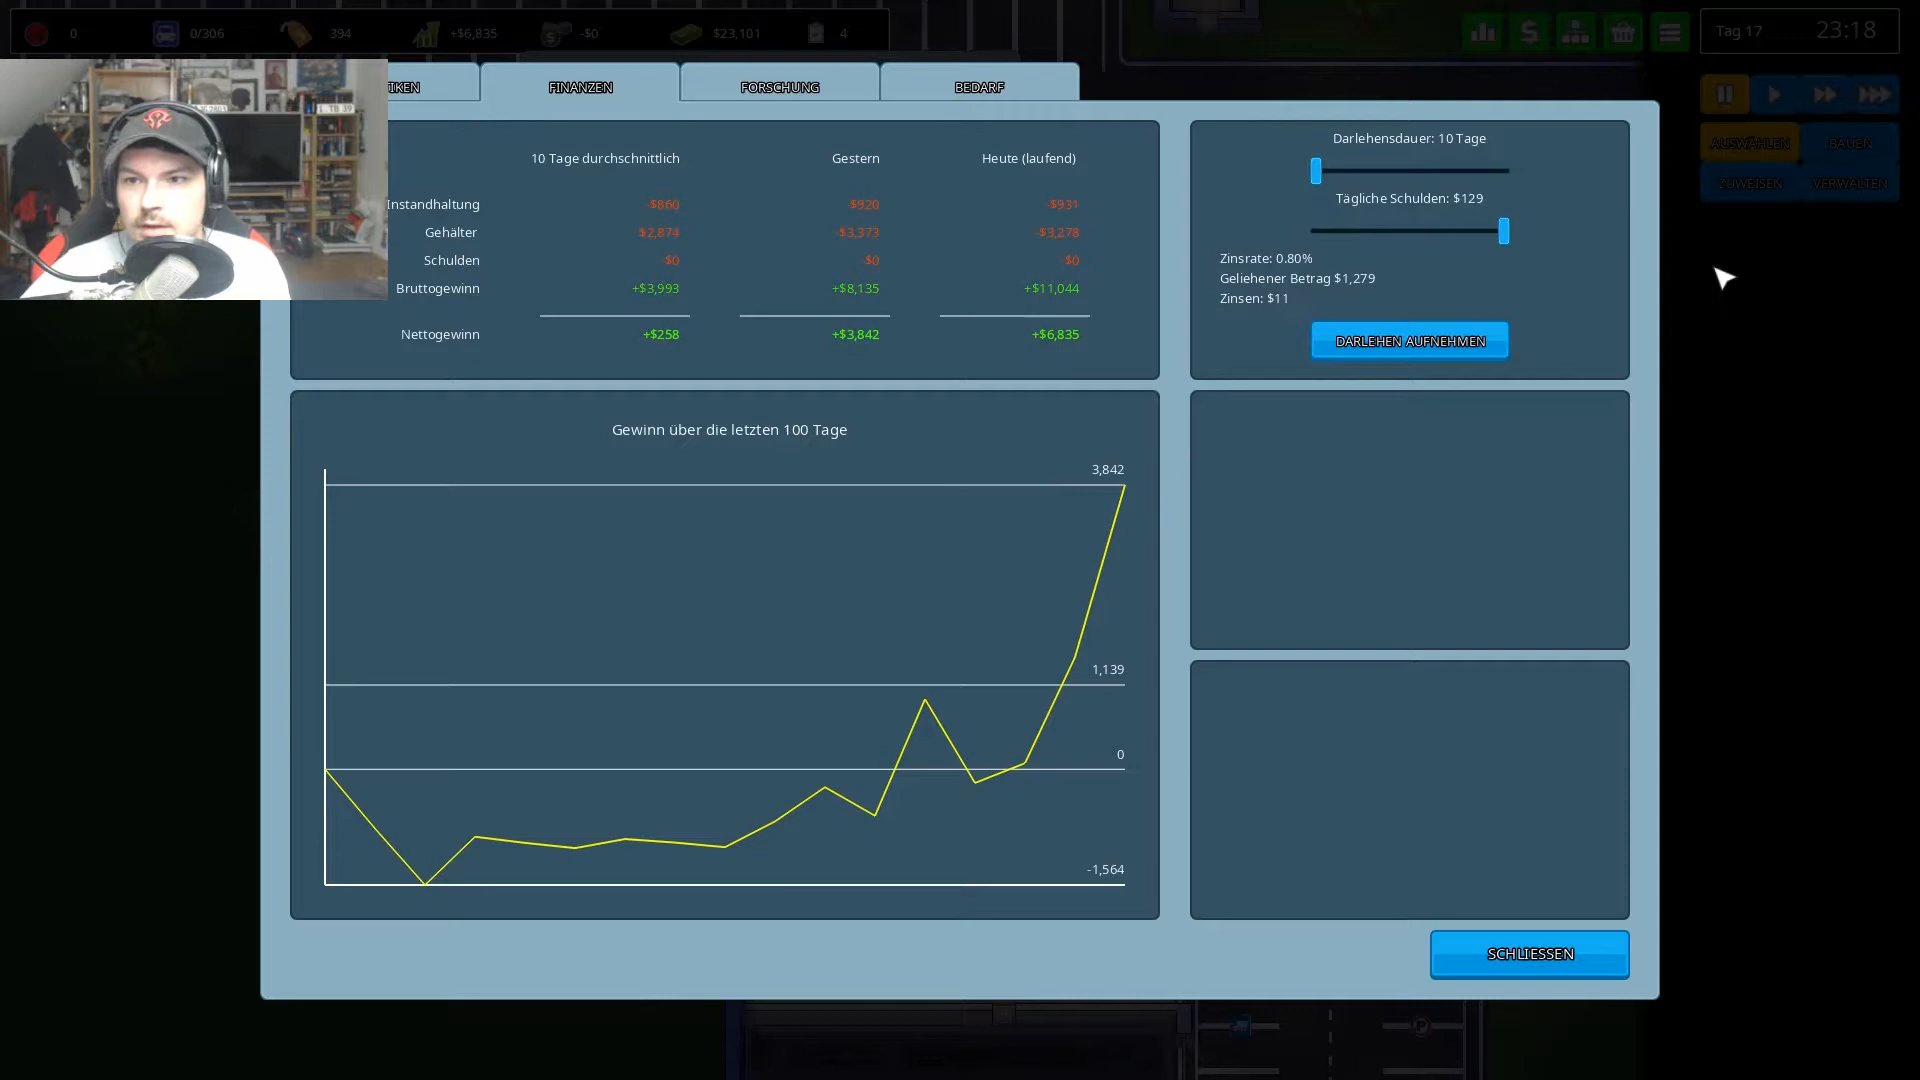 0 0/306 394 +$6,835 -$0 $23,101 4
Tag 17 23:18
IKEN FINANZEN FORSCHUNG BEDARF
AUSWÄHLEN BAUEN
ZUWEISEN VERWALTEN
10 Tage durchschnittlich Gestern Heute (laufend)
Instandhaltung -$860 -$920 -$931
Gehälter -$2,874 -$3,373 -$3,278
Schulden -$0 -$0 -$0
Bruttogewinn +$3,993 +$8,135 +$11,044
Nettogewinn +$258 +$3,842 +$6,835
Darlehensdauer: 10 Tage
Tägliche Schulden: $129
Zinsrate: 0.80%
Geliehener Betrag $1,279
Zinsen: $11
DARLEHEN AUFNEHMEN
Gewinn über die letzten 100 Tage
3,842
1,139
0
-1,564
SCHLIESSEN